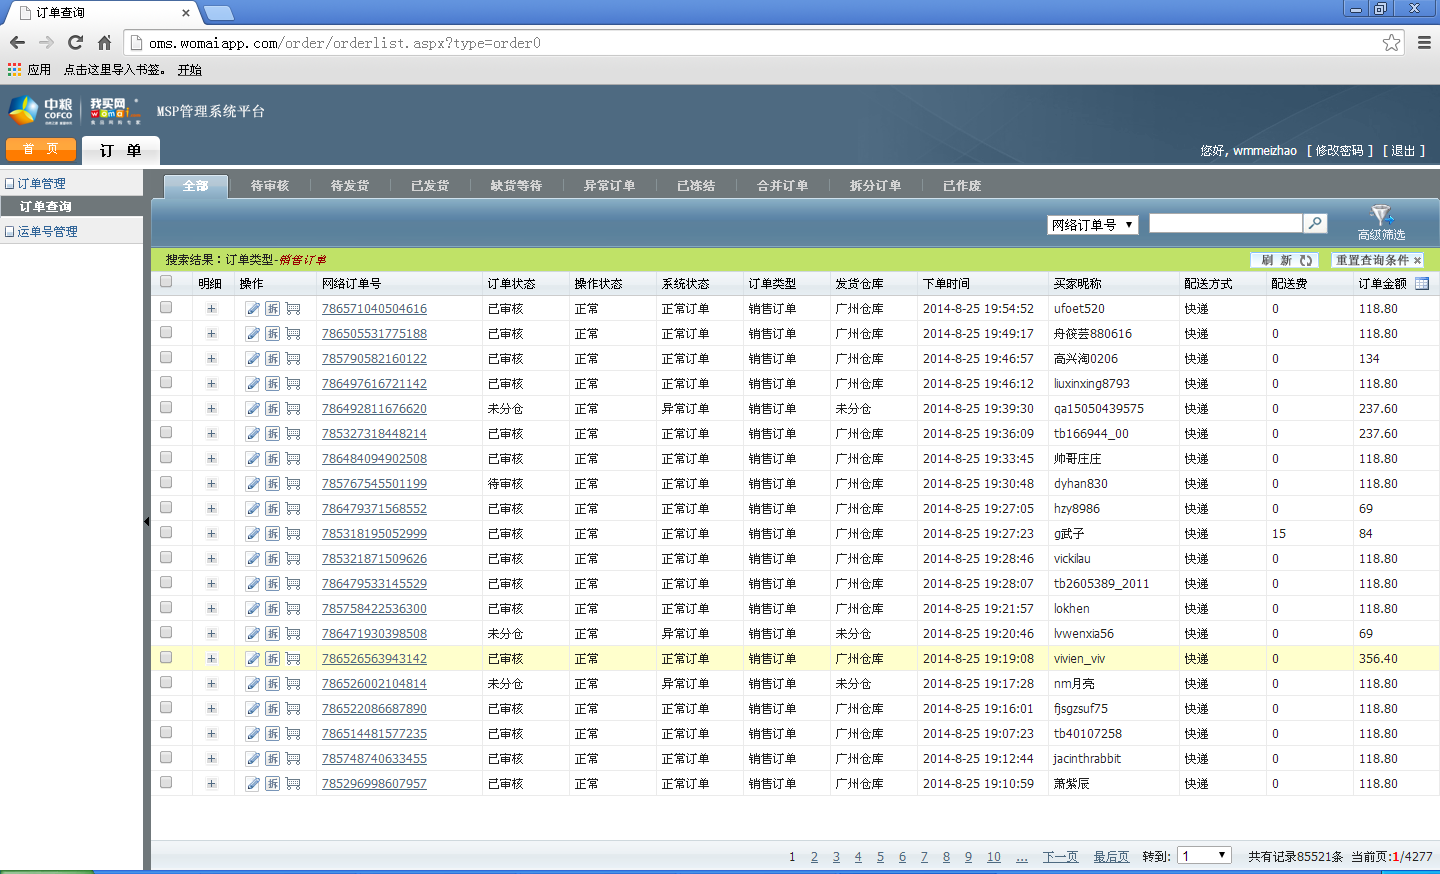 订单查询
oms.womaiapp.com/order/orderlist.aspx?type=order0
应用 点击这里导入书签。 开始
中粮 COFCO 我买网 womai MSP管理系统平台
首 页 订 单
您好, wmmeizhao [ 修改密码 ] [ 退出 ]
订单管理
订单查询
运单号管理
全部 待审核 待发货 已发货 缺货等待 异常订单 已冻结 合并订单 拆分订单 已作废
网络订单号 高级筛选
搜索结果：订单类型-销售订单 刷 新 重置查询条件 ×
明细 操作 网络订单号 订单状态 操作状态 系统状态 订单类型 发货仓库 下单时间 买家昵称 配送方式 配送费 订单金额
+ 拆 786571040504616 已审核 正常 正常订单 销售订单 广州仓库 2014-8-25 19:54:52 ufoet520 快递 0 118.80
+ 拆 786505531775188 已审核 正常 正常订单 销售订单 广州仓库 2014-8-25 19:49:17 舟筱芸880616 快递 0 118.80
+ 拆 785790582160122 已审核 正常 正常订单 销售订单 广州仓库 2014-8-25 19:46:57 高兴淘0206 快递 0 134
+ 拆 786497616721142 已审核 正常 正常订单 销售订单 广州仓库 2014-8-25 19:46:12 liuxinxing8793 快递 0 118.80
+ 拆 786492811676620 未分仓 正常 异常订单 销售订单 未分仓 2014-8-25 19:39:30 qa15050439575 快递 0 237.60
+ 拆 785327318448214 已审核 正常 正常订单 销售订单 广州仓库 2014-8-25 19:36:09 tb166944_00 快递 0 237.60
+ 拆 786484094902508 已审核 正常 正常订单 销售订单 广州仓库 2014-8-25 19:33:45 帅哥庄庄 快递 0 118.80
+ 拆 785767545501199 待审核 正常 正常订单 销售订单 广州仓库 2014-8-25 19:30:48 dyhan830 快递 0 118.80
+ 拆 786479371568552 已审核 正常 正常订单 销售订单 广州仓库 2014-8-25 19:27:05 hzy8986 快递 0 69
+ 拆 785318195052999 已审核 正常 正常订单 销售订单 广州仓库 2014-8-25 19:27:23 g武子 快递 15 84
+ 拆 785321871509626 已审核 正常 正常订单 销售订单 广州仓库 2014-8-25 19:28:46 vickilau 快递 0 118.80
+ 拆 786479533145529 已审核 正常 正常订单 销售订单 广州仓库 2014-8-25 19:28:07 tb2605389_2011 快递 0 118.80
+ 拆 785758422536300 已审核 正常 正常订单 销售订单 广州仓库 2014-8-25 19:21:57 lokhen 快递 0 118.80
+ 拆 786471930398508 未分仓 正常 异常订单 销售订单 未分仓 2014-8-25 19:20:46 lvwenxia56 快递 0 69
+ 拆 786526563943142 已审核 正常 正常订单 销售订单 广州仓库 2014-8-25 19:19:08 vivien_viv 快递 0 356.40
+ 拆 786526002104814 未分仓 正常 异常订单 销售订单 未分仓 2014-8-25 19:17:28 nm月亮 快递 0 118.80
+ 拆 786522086687890 已审核 正常 正常订单 销售订单 广州仓库 2014-8-25 19:16:01 fjsgzsuf75 快递 0 118.80
+ 拆 786514481577235 已审核 正常 正常订单 销售订单 广州仓库 2014-8-25 19:07:23 tb40107258 快递 0 118.80
+ 拆 785748740633455 已审核 正常 正常订单 销售订单 广州仓库 2014-8-25 19:12:44 jacinthrabbit 快递 0 118.80
+ 拆 785296998607957 已审核 正常 正常订单 销售订单 广州仓库 2014-8-25 19:10:59 萧紫辰 快递 0 118.80
1 2 3 4 5 6 7 8 9 10 ... 下一页 最后页 转到: 1 共有记录85521条 当前页:1/4277